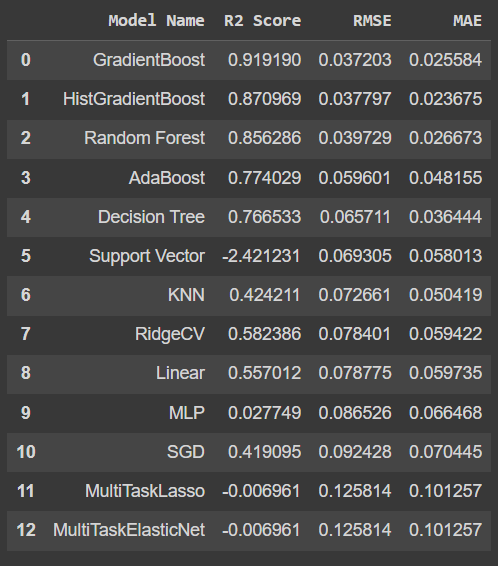 Model Name R2 Score RMSE MAE
0 GradientBoost 0.919190 0.037203 0.025584
1 HistGradientBoost 0.870969 0.037797 0.023675
2 Random Forest 0.856286 0.039729 0.026673
3 AdaBoost 0.774029 0.059601 0.048155
4 Decision Tree 0.766533 0.065711 0.036444
5 Support Vector -2.421231 0.069305 0.058013
6 KNN 0.424211 0.072661 0.050419
7 RidgeCV 0.582386 0.078401 0.059422
8 Linear 0.557012 0.078775 0.059735
9 MLP 0.027749 0.086526 0.066468
10 SGD 0.419095 0.092428 0.070445
11 MultiTaskLasso -0.006961 0.125814 0.101257
12 MultiTaskElasticNet -0.006961 0.125814 0.101257